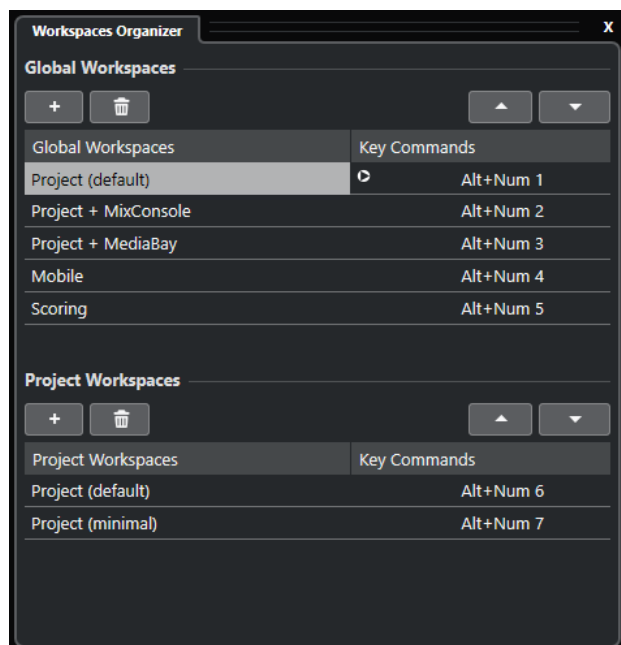 Workspaces Organizer X
Global Workspaces
+
Global Workspaces Key Commands
Project (default) Alt+Num 1
Project + MixConsole Alt+Num 2
Project + MediaBay Alt+Num 3
Mobile Alt+Num 4
Scoring Alt+Num 5
Project Workspaces
+
Project Workspaces Key Commands
Project (default) Alt+Num 6
Project (minimal) Alt+Num 7